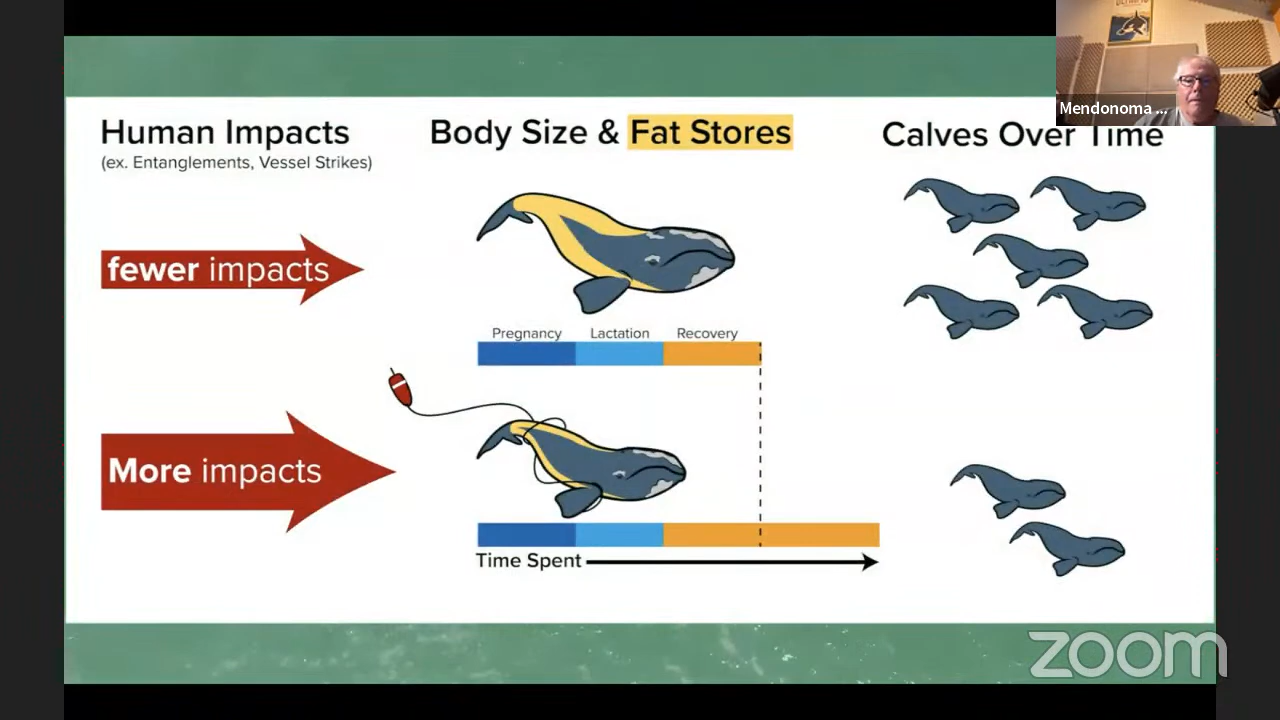 Mendonoma ...
Human Impacts
(ex. Entanglements, Vessel Strikes)
Body Size & Fat Stores
Calves Over Time
fewer impacts
Pregnancy Lactation Recovery
More impacts
Time Spent
zoom